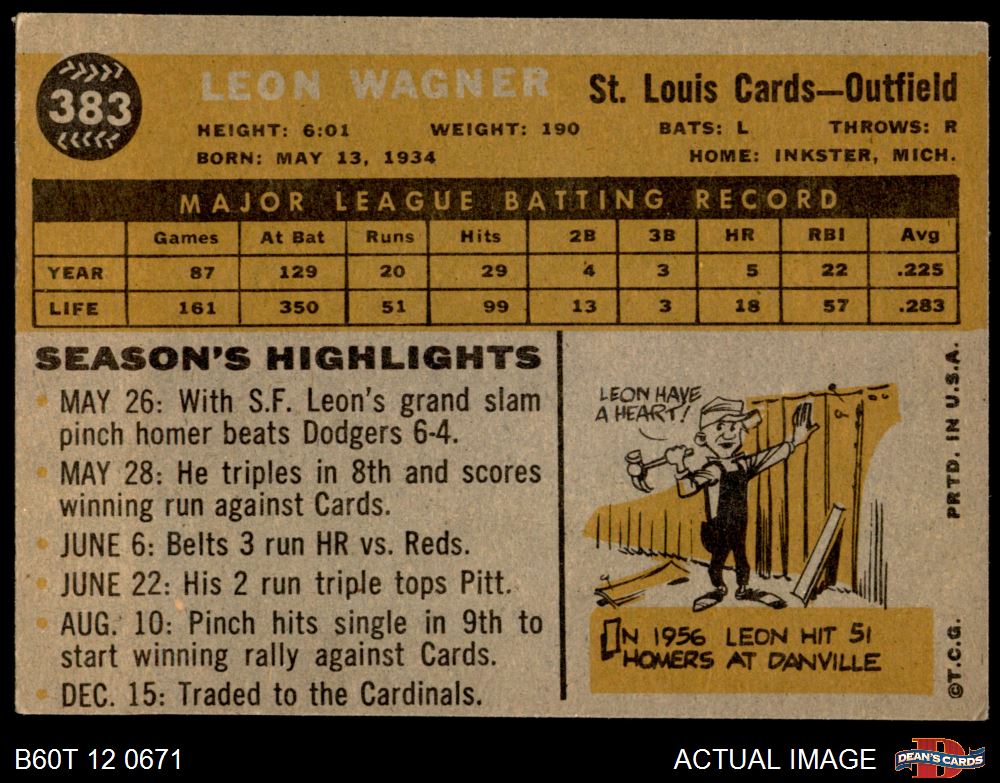 383
LEON WAGNER
St. Louis Cards—Outfield
HEIGHT: 6:01 WEIGHT: 190 BATS: L THROWS: R
BORN: MAY 13, 1934 HOME: INKSTER, MICH.
MAJOR LEAGUE BATTING RECORD
Games At Bat Runs Hits 2B 3B HR RBI Avg
YEAR 87 129 20 29 4 3 5 22 .225
LIFE 161 350 51 99 13 3 18 57 .283
SEASON'S HIGHLIGHTS
MAY 26: With S.F. Leon's grand slam
pinch homer beats Dodgers 6-4.
MAY 28: He triples in 8th and scores
winning run against Cards.
JUNE 6: Belts 3 run HR vs. Reds.
JUNE 22: His 2 run triple tops Pitt.
AUG. 10: Pinch hits single in 9th to
start winning rally against Cards.
DEC. 15: Traded to the Cardinals.
LEON HAVE
A HEART!
IN 1956 LEON HIT 51
HOMERS AT DANVILLE
©T.C.G. PRTD. IN U.S.A.
B60T 12 0671
ACTUAL IMAGE
D
DEAN'S CARDS